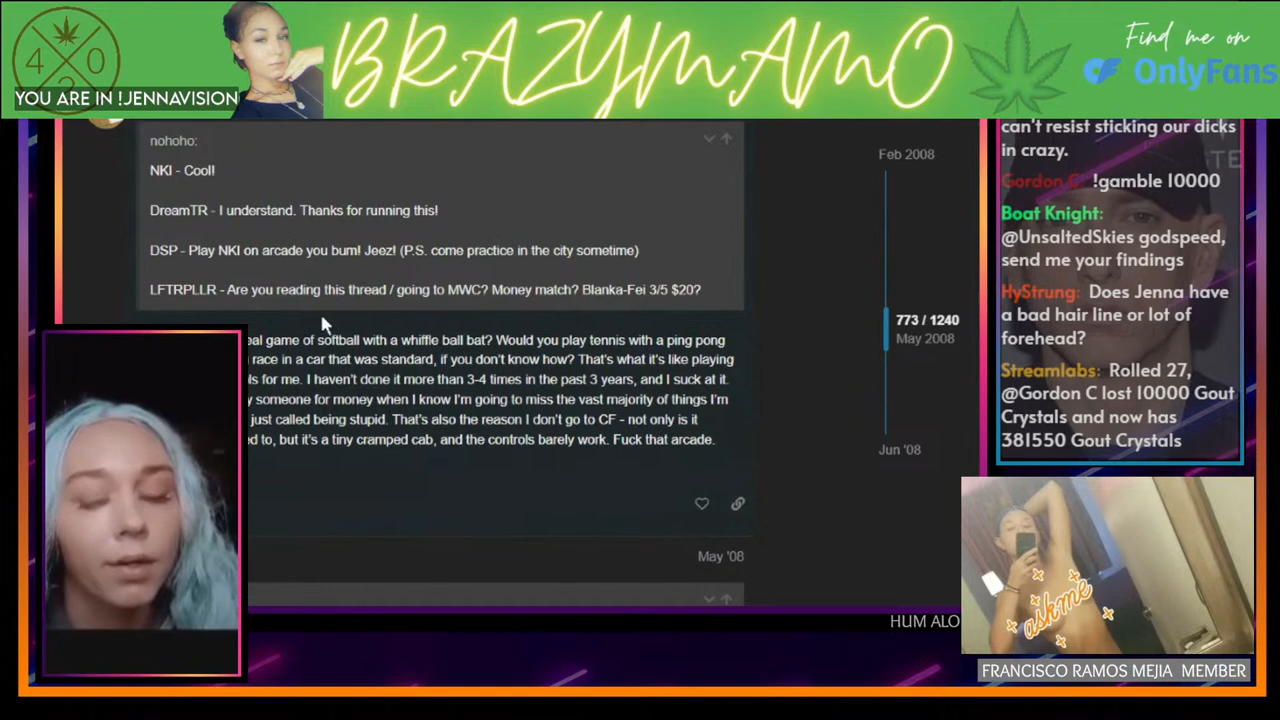 420
YOU ARE IN !JENNAVISION
BRAZYMAMO
Find me on
OnlyFans
nohoho:
NKI - Cool!
DreamTR - I understand. Thanks for running this!
DSP - Play NKI on arcade you bum! Jeez! (P.S. come practice in the city sometime)
LFTRPLLR - Are you reading this thread / going to MWC? Money match? Blanka-Fei 3/5 $20?
game of softball with a whiffle ball bat? Would you play tennis with a ping pong
race in a car that was standard, if you don't know how? That's what it's like playing
for me. I haven't done it more than 3-4 times in the past 3 years, and I suck at it.
someone for money when I know I'm going to miss the vast majority of things I'm
just called being stupid. That's also the reason I don't go to CF - not only is it
to, but it's a tiny cramped cab, and the controls barely work. Fuck that arcade.
May '08
Feb 2008
773 / 1240
May 2008
Jun '08
can't resist sticking our dicks
in crazy.
Gordon C: !gamble 10000
Boat Knight:
@UnsaltedSkies godspeed,
send me your findings
HyStrung: Does Jenna have
a bad hair line or lot of
forehead?
Streamlabs: Rolled 27,
@Gordon C lost 10000 Gout
Crystals and now has
381550 Gout Crystals
askme
HUM ALO
FRANCISCO RAMOS MEJIA MEMBER